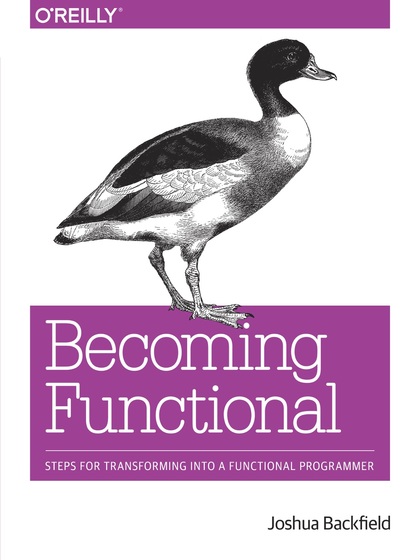 O'REILLY®
Becoming
Functional
STEPS FOR TRANSFORMING INTO A FUNCTIONAL PROGRAMMER
Joshua Backfield